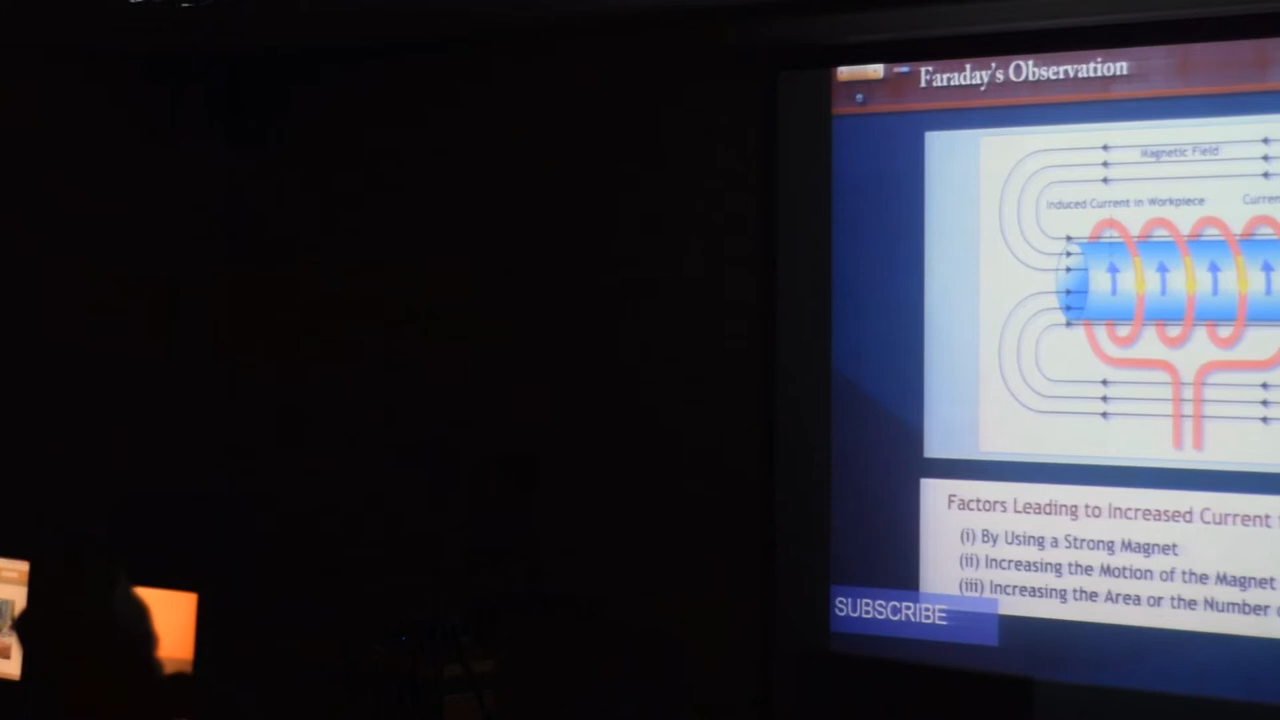 Faraday's Observation
Magnetic Field
Induced Current in Workpiece
Curren
Factors Leading to Increased Current
(i) By Using a Strong Magnet
(ii) Increasing the Motion of the Magnet
(iii) Increasing the Area or the Number
SUBSCRIBE